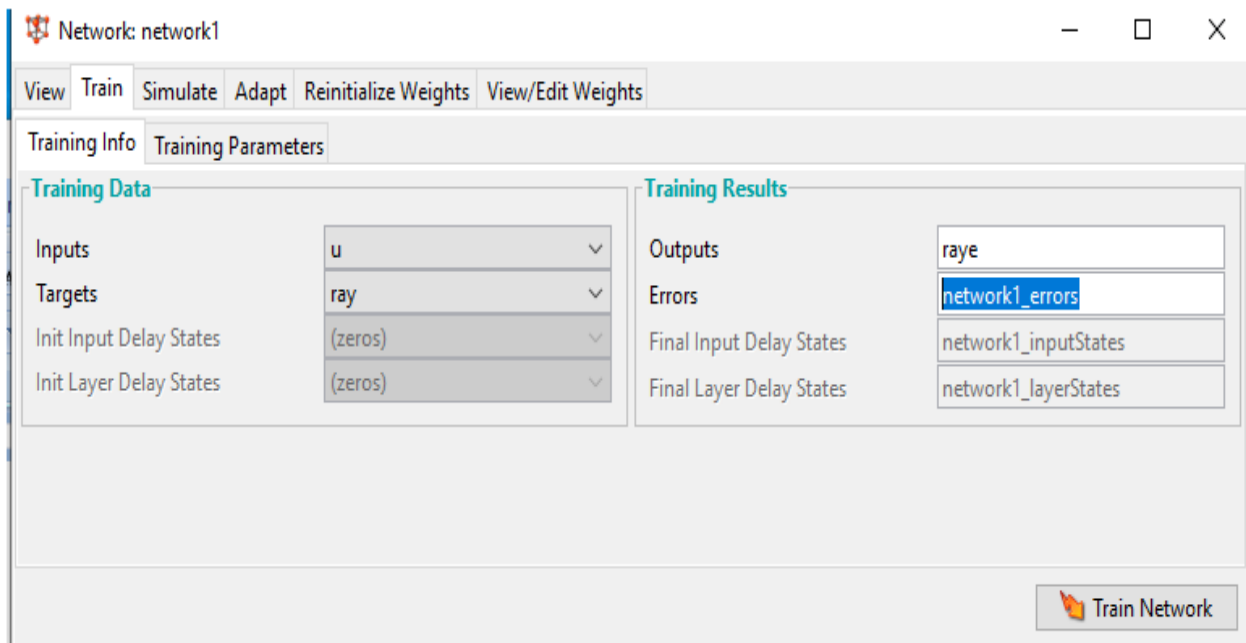 Network: network1
View Train Simulate Adapt Reinitialize Weights View/Edit Weights
Training Info Training Parameters
Training Data
Inputs u
Targets ray
Init Input Delay States (zeros)
Init Layer Delay States (zeros)
Training Results
Outputs raye
Errors network1_errors
Final Input Delay States network1_inputStates
Final Layer Delay States network1_layerStates
Train Network